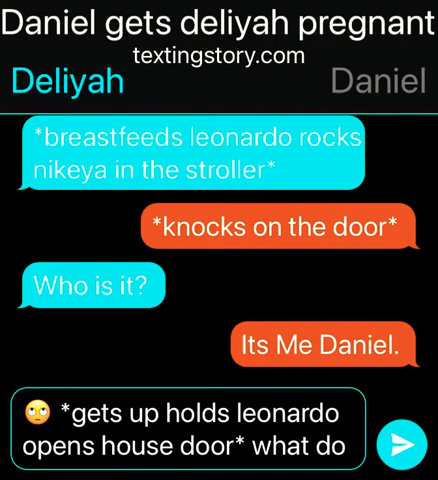 Daniel gets deliyah pregnant
textingstory.com
Deliyah Daniel
*breastfeeds leonardo rocks
nikeya in the stroller*
*knocks on the door*
Who is it?
Its Me Daniel.
🙄 *gets up holds leonardo
opens house door* what do